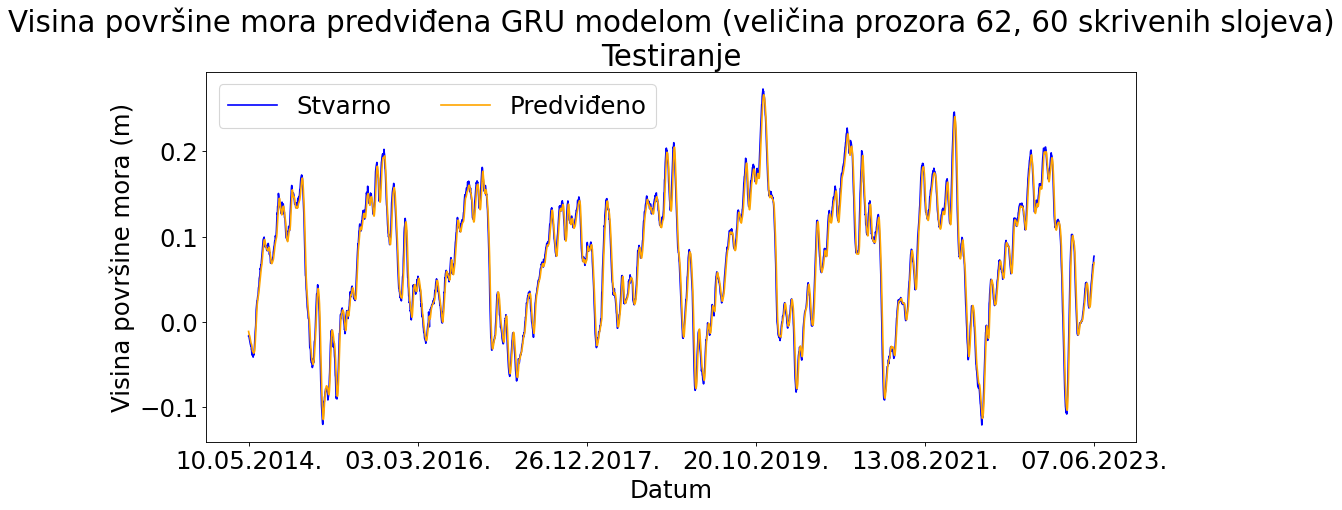 Visina površine mora predviđena GRU modelom (veličina prozora 62, 60 skrivenih slojeva)
Testiranje
Stvarno
Predviđeno
Visina površine mora (m)
0.2
0.1
0.0
−0.1
10.05.2014.
03.03.2016.
26.12.2017.
20.10.2019.
13.08.2021.
07.06.2023.
Datum